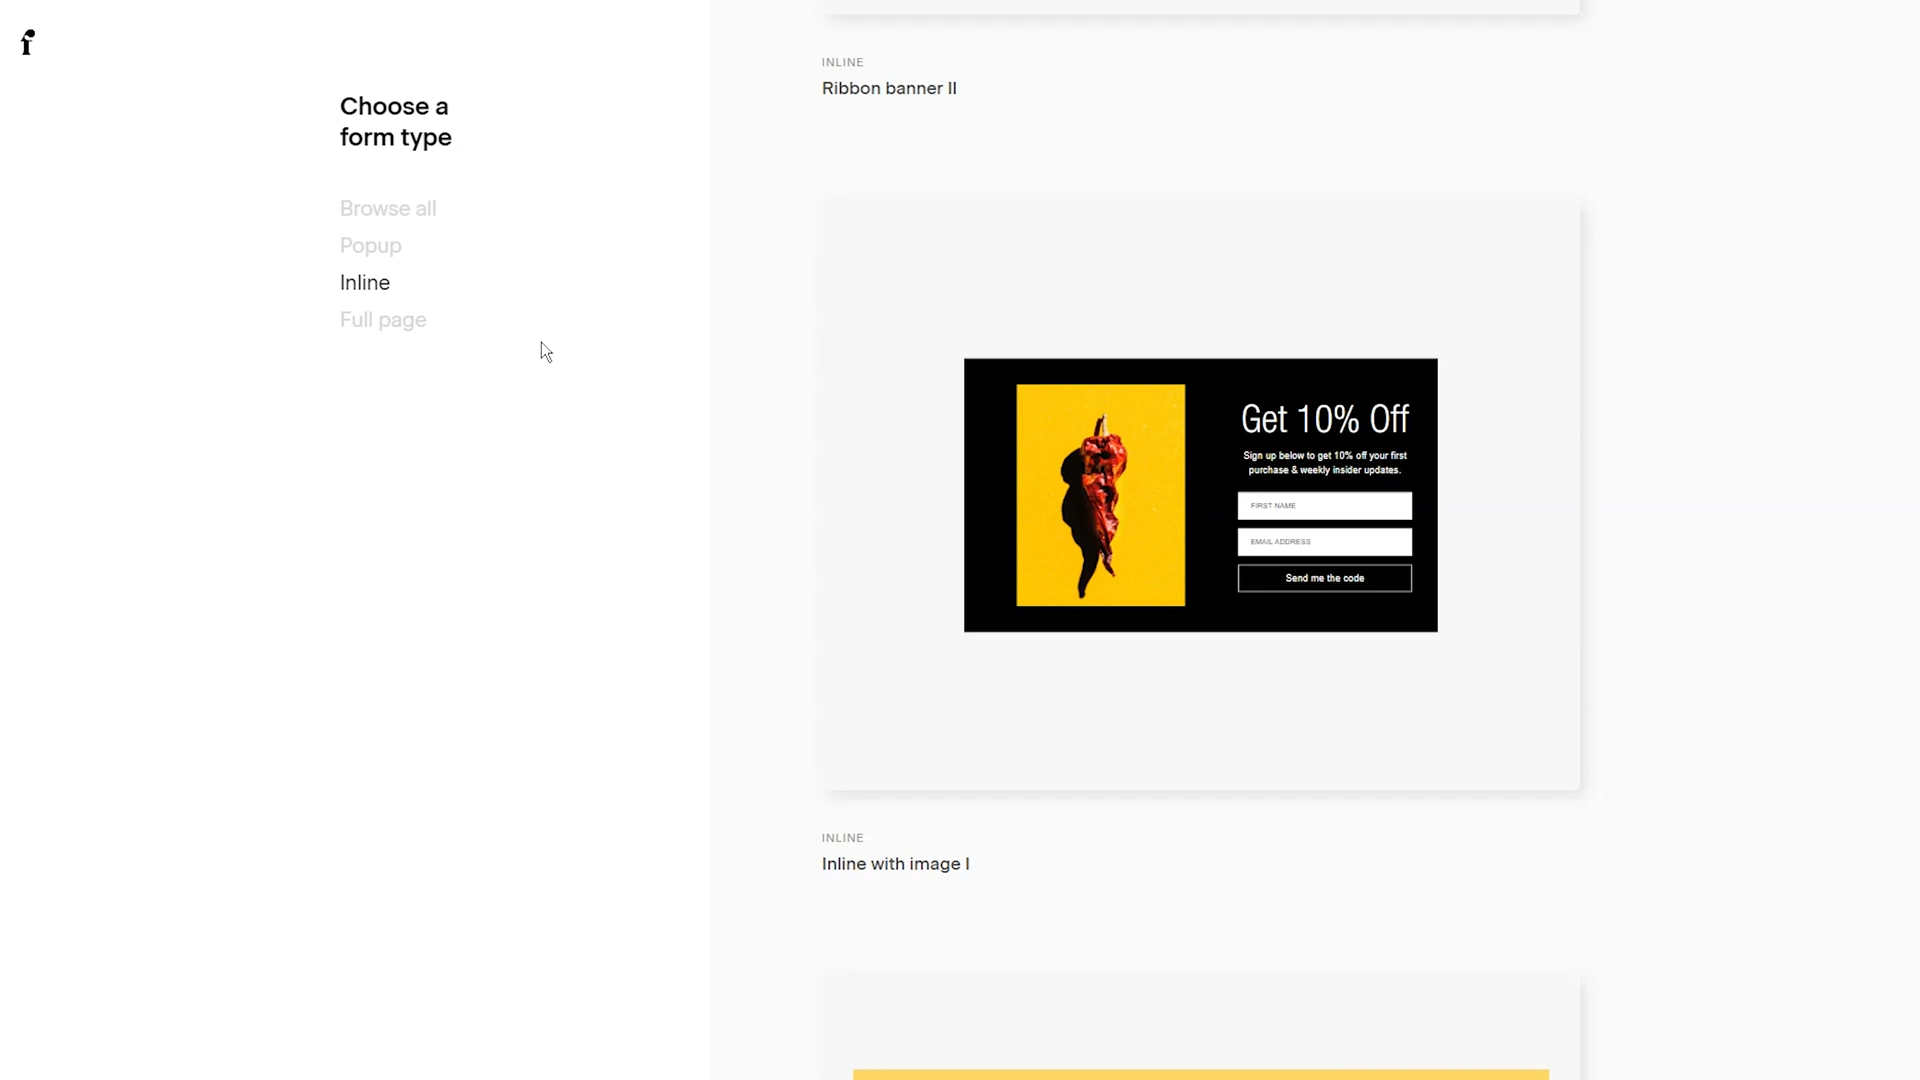 f
Choose a
form type
Browse all
Popup
Inline
Full page
INLINE
Ribbon banner II
Get 10% Off
Sign up below to get 10% off your first
purchase & weekly insider updates.
FIRST NAME
EMAIL ADDRESS
Send me the code
INLINE
Inline with image I